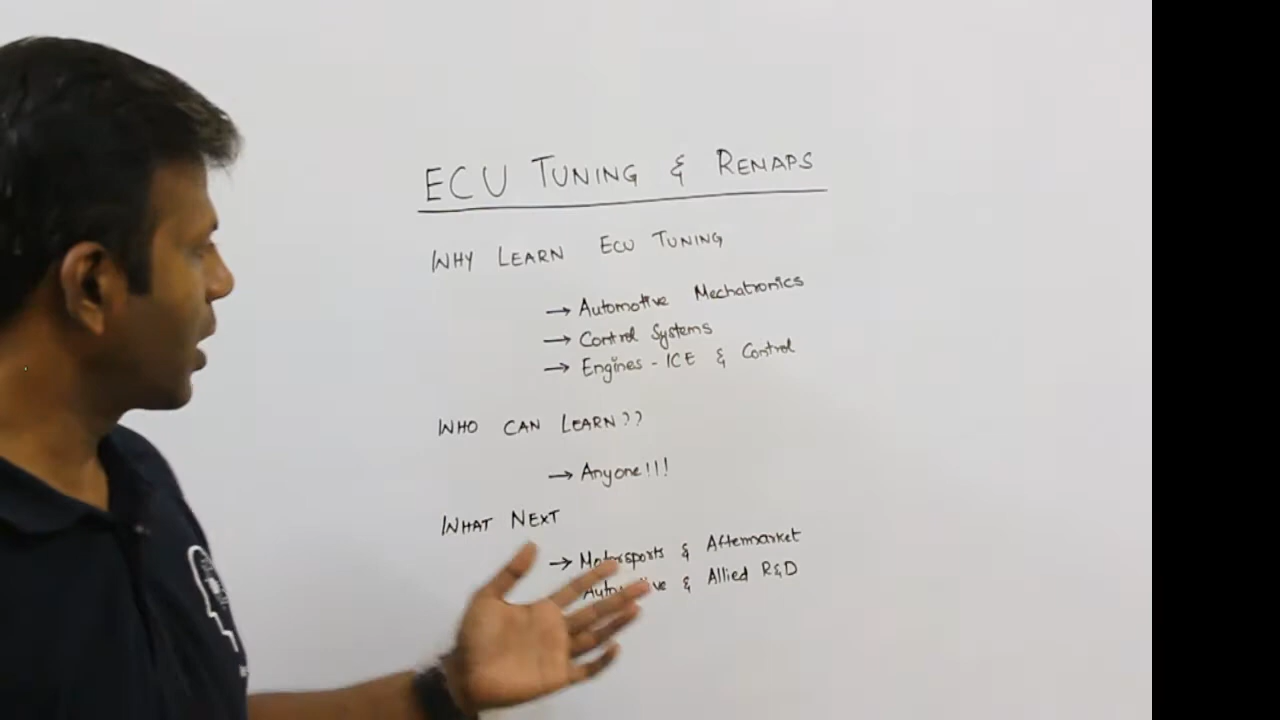 ECU TUNING & REMAPS
WHY LEARN ECU TUNING
→ Automotive Mechatronics
→ Control Systems
→ Engines - ICE & Control
WHO CAN LEARN??
→ Anyone!!!
WHAT NEXT
→ Motorsports & Aftermarket
Automotive & Allied R&D